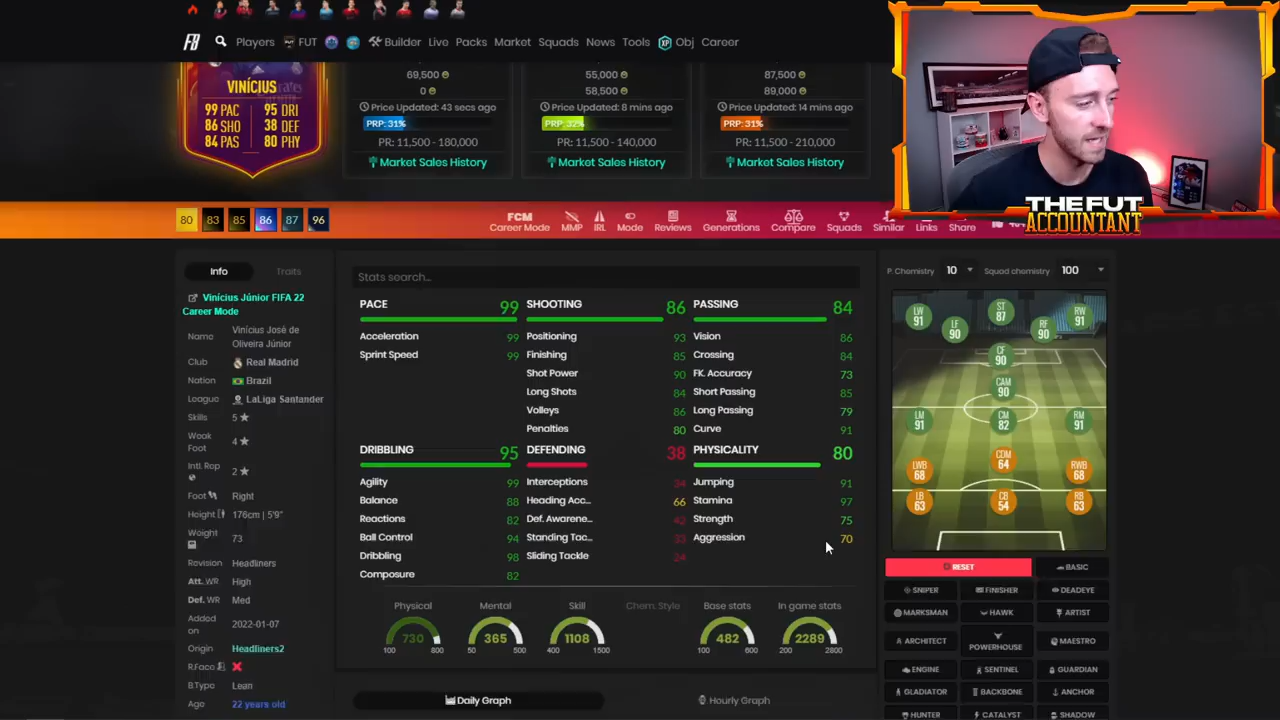 Players FUT Builder Live Packs Market Squads News Tools XP Obj Career
VINÍCIUS
99 PAC 95 DRI
86 SHO 38 DEF
84 PAS 80 PHY
69,500 55,000 87,500
0 58,500 89,000
Price Updated: 43 secs ago Price Updated: 8 mins ago Price Updated: 14 mins ago
PRP: 31% PRP: 32% PRP: 31%
PR: 11,500 - 180,000 PR: 11,500 - 140,000 PR: 11,500 - 210,000
Market Sales History Market Sales History Market Sales History
THE FUT
ACCOUNTANT
80 83 85 86 87 96
FCM
Career Mode MMP IRL Mode Reviews Generations Compare Squads Similar Links Share
Info Traits
Vinícius Júnior FIFA 22
Career Mode
Name Vinícius José de
Oliveira Júnior
Club Real Madrid
Nation Brazil
League LaLiga Santander
Skills 5
Weak
Foot 4
Intl. Rep 2
Foot Right
Height 176cm | 5'9"
Weight 73
Revision Headliners
Att. WR High
Def. WR Med
Added
on 2022-01-07
Origin Headliners2
R.Face
B.Type Lean
Age 22 years old
Stats search...
PACE 99
Acceleration 99
Sprint Speed 99
SHOOTING 86
Positioning 93
Finishing 85
Shot Power 90
Long Shots 84
Volleys 86
Penalties 80
PASSING 84
Vision 86
Crossing 84
FK. Accuracy 73
Short Passing 85
Long Passing 79
Curve 91
DRIBBLING 95
Agility 99
Balance 88
Reactions 82
Ball Control 94
Dribbling 98
Composure 82
DEFENDING 38
Interceptions 34
Heading Acc... 66
Def. Awarene... 42
Standing Tac... 33
Sliding Tackle 24
PHYSICALITY 80
Jumping 91
Stamina 97
Strength 75
Aggression 70
Physical Mental Skill Chem. Style Base stats In game stats
730 365 1108 482 2289
100 800 50 500 400 1500 100 600 200 2800
Daily Graph Hourly Graph
P. Chemistry 10 Squad chemistry 100
LW 91
LF 90
ST 87
RF 90
RW 91
CF 90
CAM 90
LM 91
CM 82
RM 91
LWB 68
CDM 64
RWB 68
LB 63
CB 54
RB 63
RESET BASIC
SNIPER FINISHER DEADEYE
MARKSMAN HAWK ARTIST
ARCHITECT POWERHOUSE MAESTRO
ENGINE SENTINEL GUARDIAN
GLADIATOR BACKBONE ANCHOR
HUNTER CATALYST SHADOW